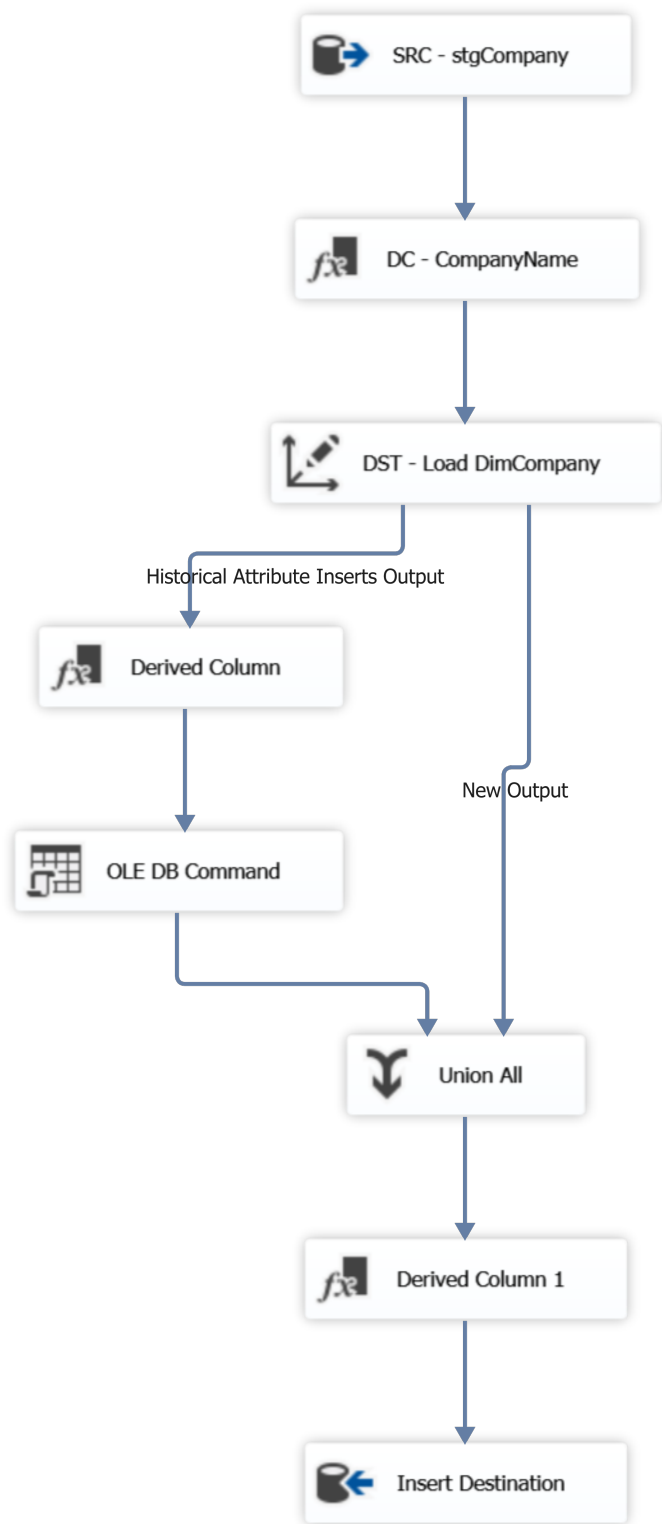 SRC - stgCompany
DC - CompanyName
DST - Load DimCompany
Historical Attribute Inserts Output
Derived Column
New Output
OLE DB Command
Union All
Derived Column 1
Insert Destination